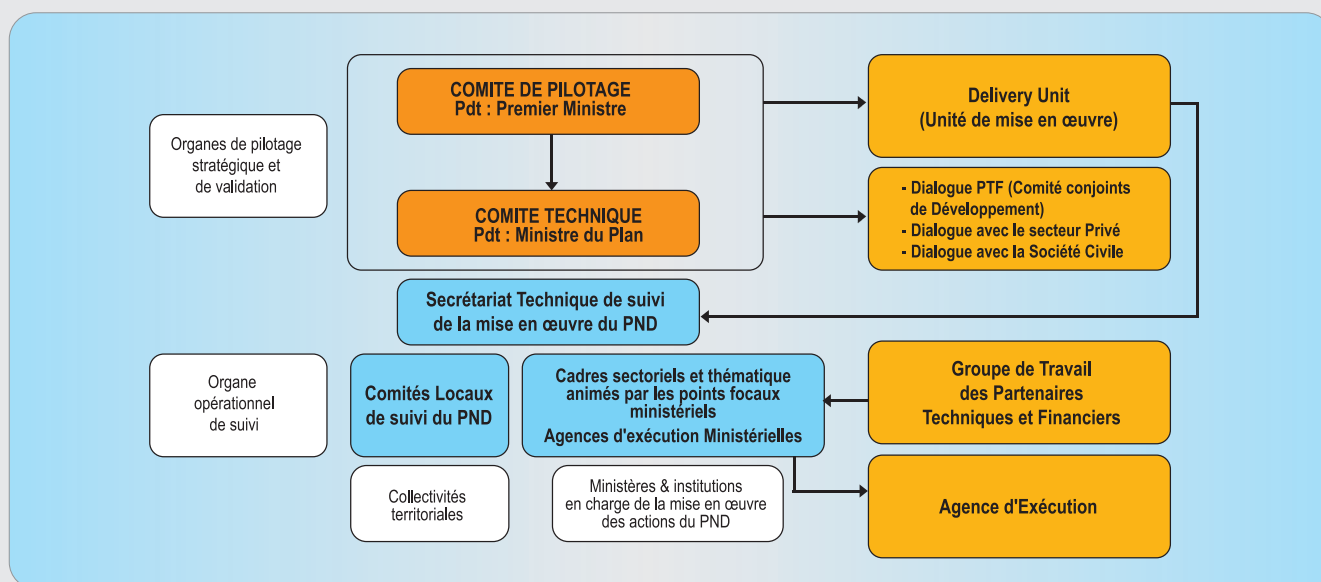 Organes de pilotage
stratégique et
de validation
COMITE DE PILOTAGE
Pdt : Premier Ministre
COMITE TECHNIQUE
Pdt : Ministre du Plan
Delivery Unit
(Unité de mise en œuvre)
- Dialogue PTF (Comité conjoints
de Développement)
- Dialogue avec le secteur Privé
- Dialogue avec la Société Civile
Secrétariat Technique de suivi
de la mise en œuvre du PND
Organe
opérationnel
de suivi
Comités Locaux
de suivi du PND
Cadres sectoriels et thématique
animés par les points focaux
ministériels
Agences d'exécution Ministérielles
Groupe de Travail
des Partenaires
Techniques et Financiers
Collectivités
territoriales
Ministères & institutions
en charge de la mise en œuvre
des actions du PND
Agence d'Exécution